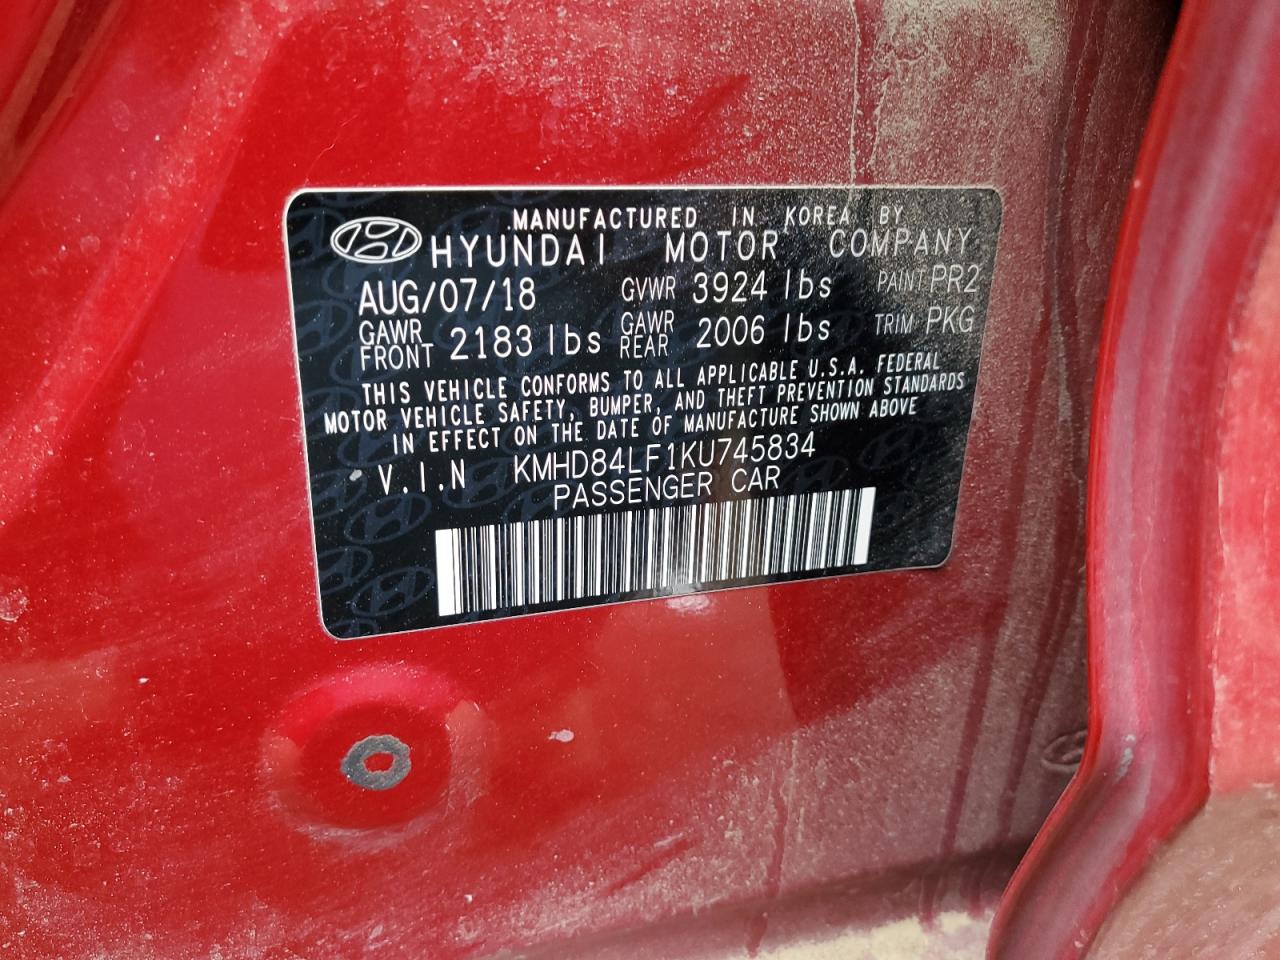 MANUFACTURED IN KOREA BY
HYUNDAI MOTOR COMPANY
AUG/07/18 GVWR 3924 lbs PAINT PR2
GAWR FRONT 2183 lbs GAWR REAR 2006 lbs TRIM PKG
THIS VEHICLE CONFORMS TO ALL APPLICABLE U.S.A. FEDERAL
MOTOR VEHICLE SAFETY, BUMPER, AND THEFT PREVENTION STANDARDS
IN EFFECT ON THE DATE OF MANUFACTURE SHOWN ABOVE
V.I.N KMHD84LF1KU745834
PASSENGER CAR